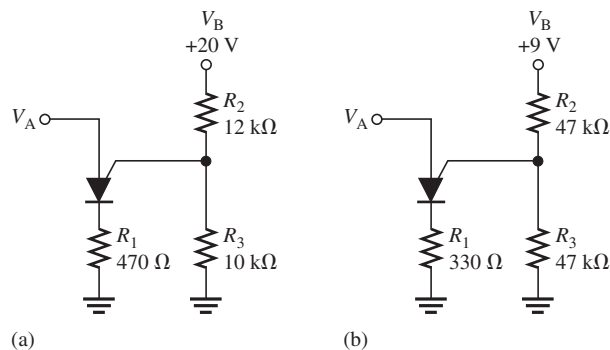 V_B
+20 V
R_2
12 kΩ
V_A
R_1
470 Ω
R_3
10 kΩ
(a)
V_B
+9 V
R_2
47 kΩ
V_A
R_1
330 Ω
R_3
47 kΩ
(b)